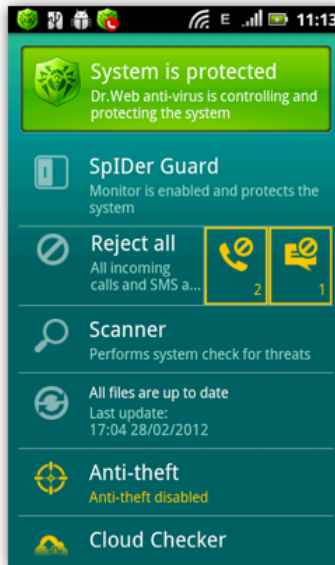 E 11:13
System is protected
Dr.Web anti-virus is controlling and
protecting the system
SpIDer Guard
Monitor is enabled and protects the
system
Reject all
All incoming
calls and SMS a...
2 1
Scanner
Performs system check for threats
All files are up to date
Last update:
17:04 28/02/2012
Anti-theft
Anti-theft disabled
Cloud Checker